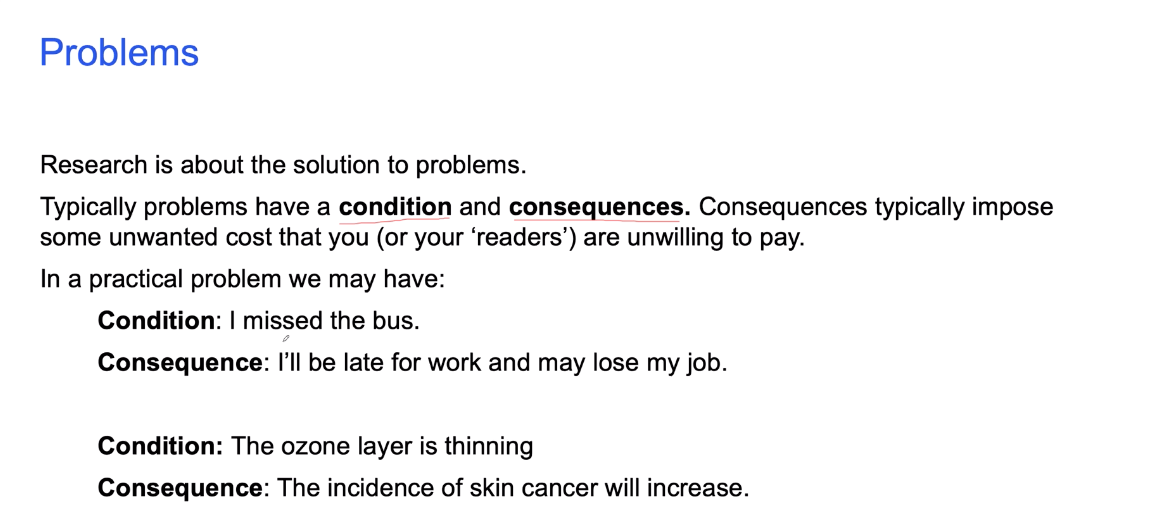 Problems
Research is about the solution to problems.
Typically problems have a condition and consequences. Consequences typically impose
some unwanted cost that you (or your ‘readers’) are unwilling to pay.
In a practical problem we may have:
Condition: I missed the bus.
Consequence: I’ll be late for work and may lose my job.
Condition: The ozone layer is thinning
Consequence: The incidence of skin cancer will increase.